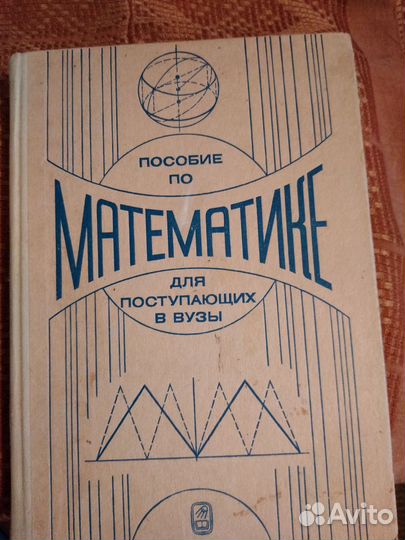 ПОСОБИЕ
ПО
МАТЕМАТИКЕ
ДЛЯ
ПОСТУПАЮЩИХ
В ВУЗЫ
Avito